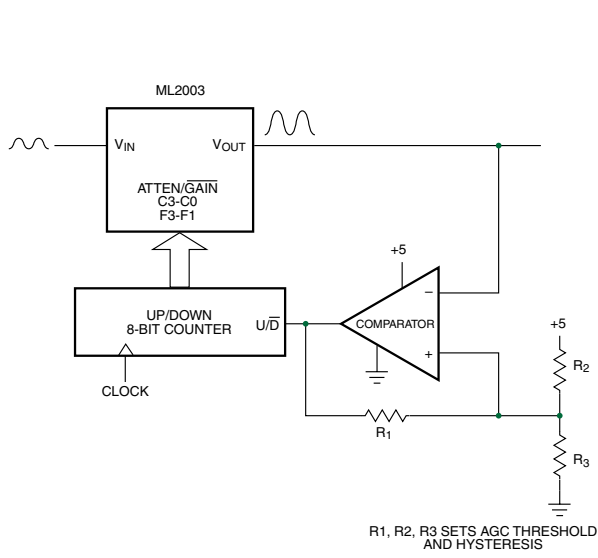 ML2003
VIN
VOUT
ATTEN/GAIN
C3-C0
F3-F1
+5
UP/DOWN
8-BIT COUNTER
U/D
−
COMPARATOR
+
+5
CLOCK
R2
R1
R3
R1, R2, R3 SETS AGC THRESHOLD
AND HYSTERESIS